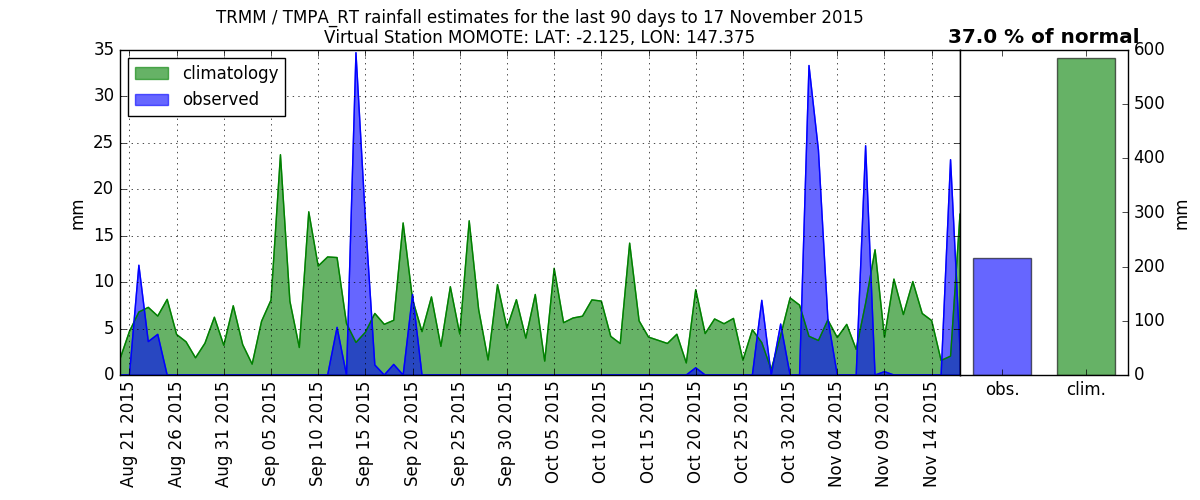 TRMM / TMPA_RT rainfall estimates for the last 90 days to 17 November 2015
Virtual Station MOMOTE: LAT: -2.125, LON: 147.375
37.0 % of normal
climatology
observed
35
30
25
20
15
10
5
0
mm
600
500
400
300
200
100
0
mm
obs.
clim.
Aug 21 2015
Aug 26 2015
Aug 31 2015
Sep 05 2015
Sep 10 2015
Sep 15 2015
Sep 20 2015
Sep 25 2015
Sep 30 2015
Oct 05 2015
Oct 10 2015
Oct 15 2015
Oct 20 2015
Oct 25 2015
Oct 30 2015
Nov 04 2015
Nov 09 2015
Nov 14 2015